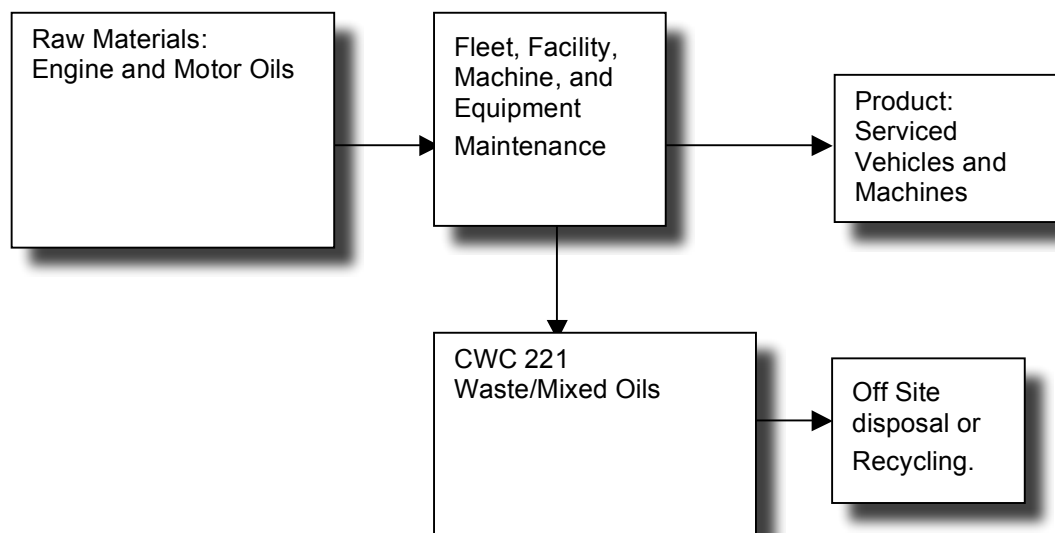 Raw Materials:
Engine and Motor Oils
Fleet, Facility,
Machine, and
Equipment
Maintenance
Product:
Serviced
Vehicles and
Machines
CWC 221
Waste/Mixed Oils
Off Site
disposal or
Recycling.